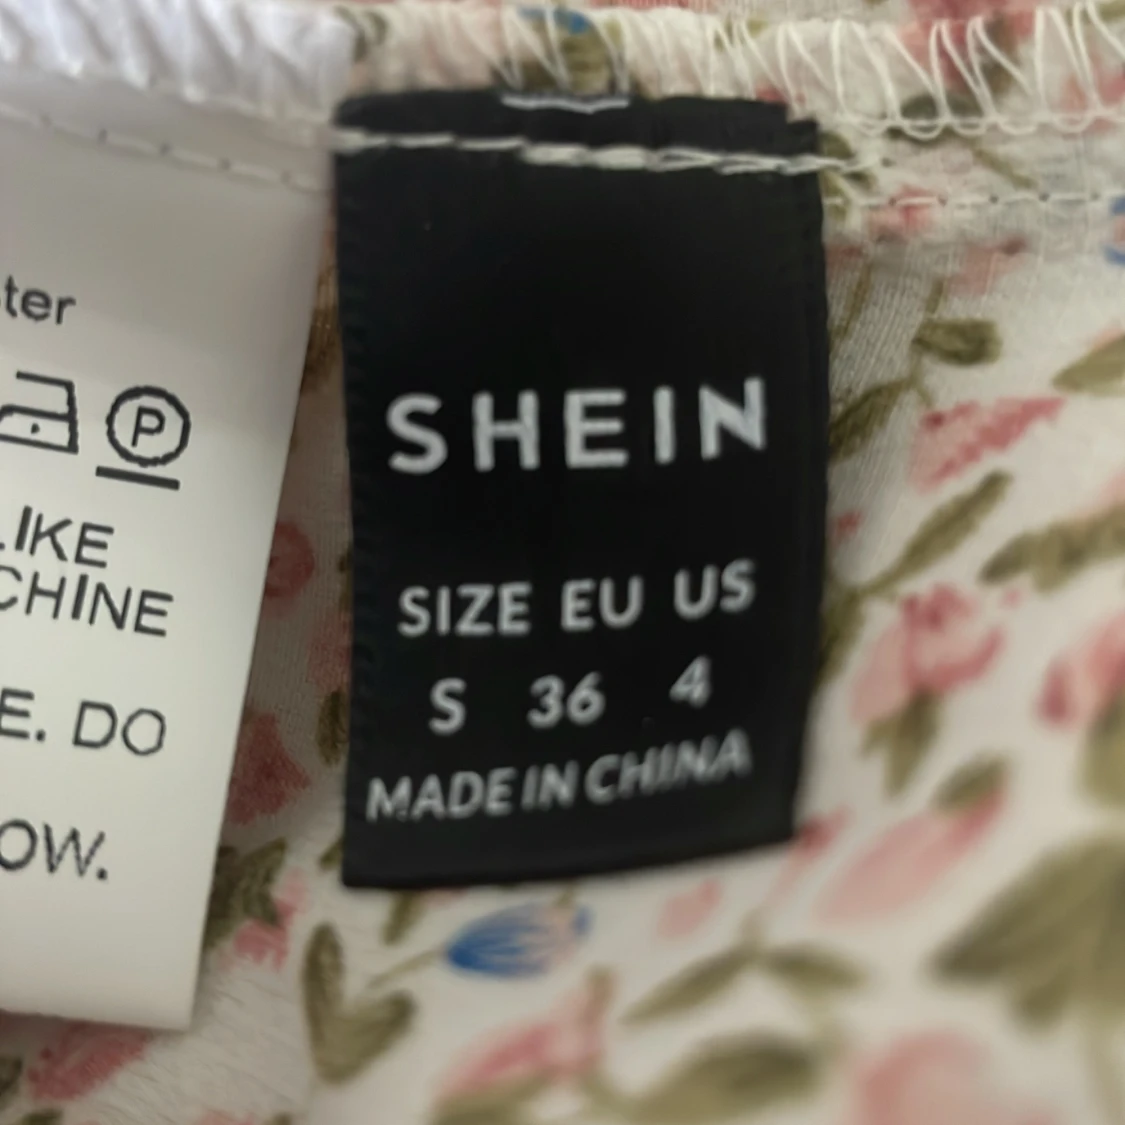 ter
P
LIKE
CHINE
E. DO
OW.
SHEIN
SIZE EU US
S 36 4
MADE IN CHINA